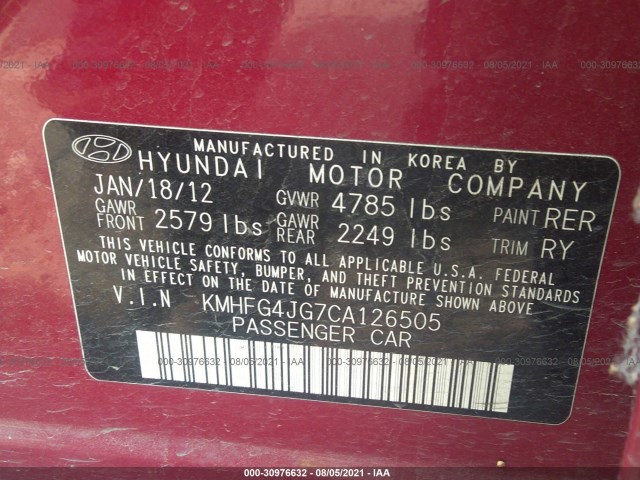 MANUFACTURED IN KOREA BY
HYUNDAI MOTOR COMPANY
JAN/18/12 GVWR 4785 lbs PAINT RER
GAWR FRONT 2579 lbs GAWR REAR 2249 lbs TRIM RY
THIS VEHICLE CONFORMS TO ALL APPLICABLE U.S.A. FEDERAL
MOTOR VEHICLE SAFETY, BUMPER, AND THEFT PREVENTION STANDARDS
IN EFFECT ON THE DATE OF MANUFACTURE SHOWN ABOVE
V.I.N KMHFG4JG7CA126505
PASSENGER CAR
000-30976632 - 08/05/2021 - IAA